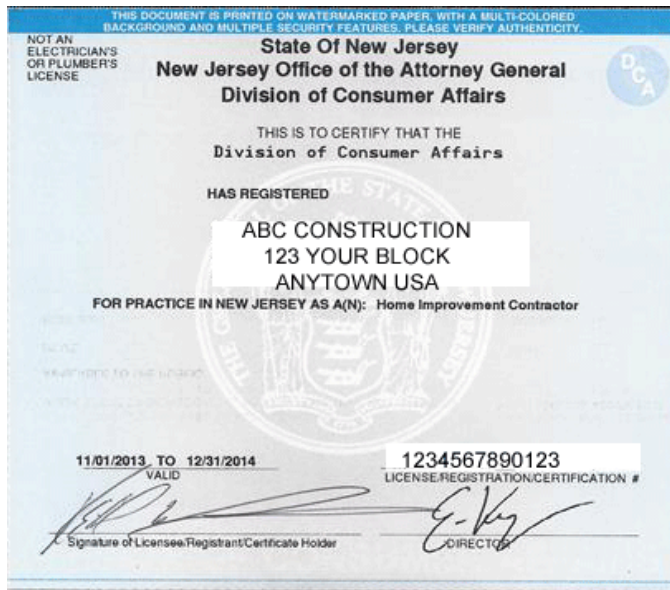 THIS DOCUMENT IS PRINTED ON WATERMARKED PAPER, WITH A MULTI-COLORED
BACKGROUND AND MULTIPLE SECURITY FEATURES. PLEASE VERIFY AUTHENTICITY.
NOT AN
ELECTRICIAN'S
OR PLUMBER'S
LICENSE
State Of New Jersey
New Jersey Office of the Attorney General
Division of Consumer Affairs
DCA
THIS IS TO CERTIFY THAT THE
Division of Consumer Affairs
HAS REGISTERED
ABC CONSTRUCTION
123 YOUR BLOCK
ANYTOWN USA
FOR PRACTICE IN NEW JERSEY AS A(N): Home Improvement Contractor
11/01/2013 TO 12/31/2014
VALID
1234567890123
LICENSE/REGISTRATION/CERTIFICATION #
Signature of Licensee/Registrant/Certificate Holder
DIRECTOR